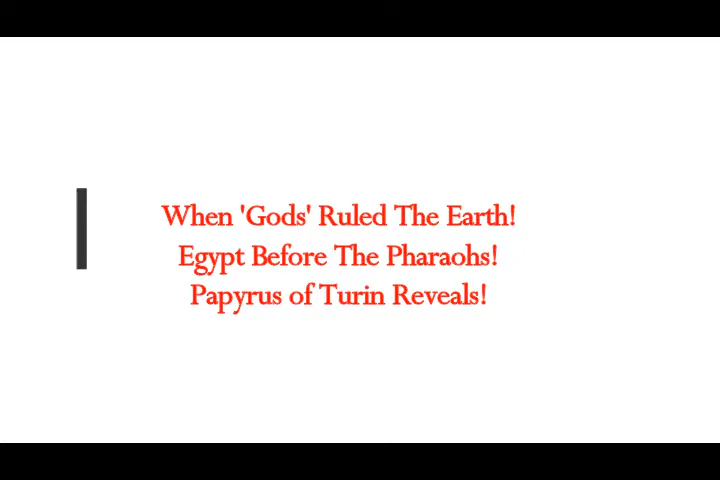 When 'Gods' Ruled The Earth!
Egypt Before The Pharaohs!
Papyrus of Turin Reveals!